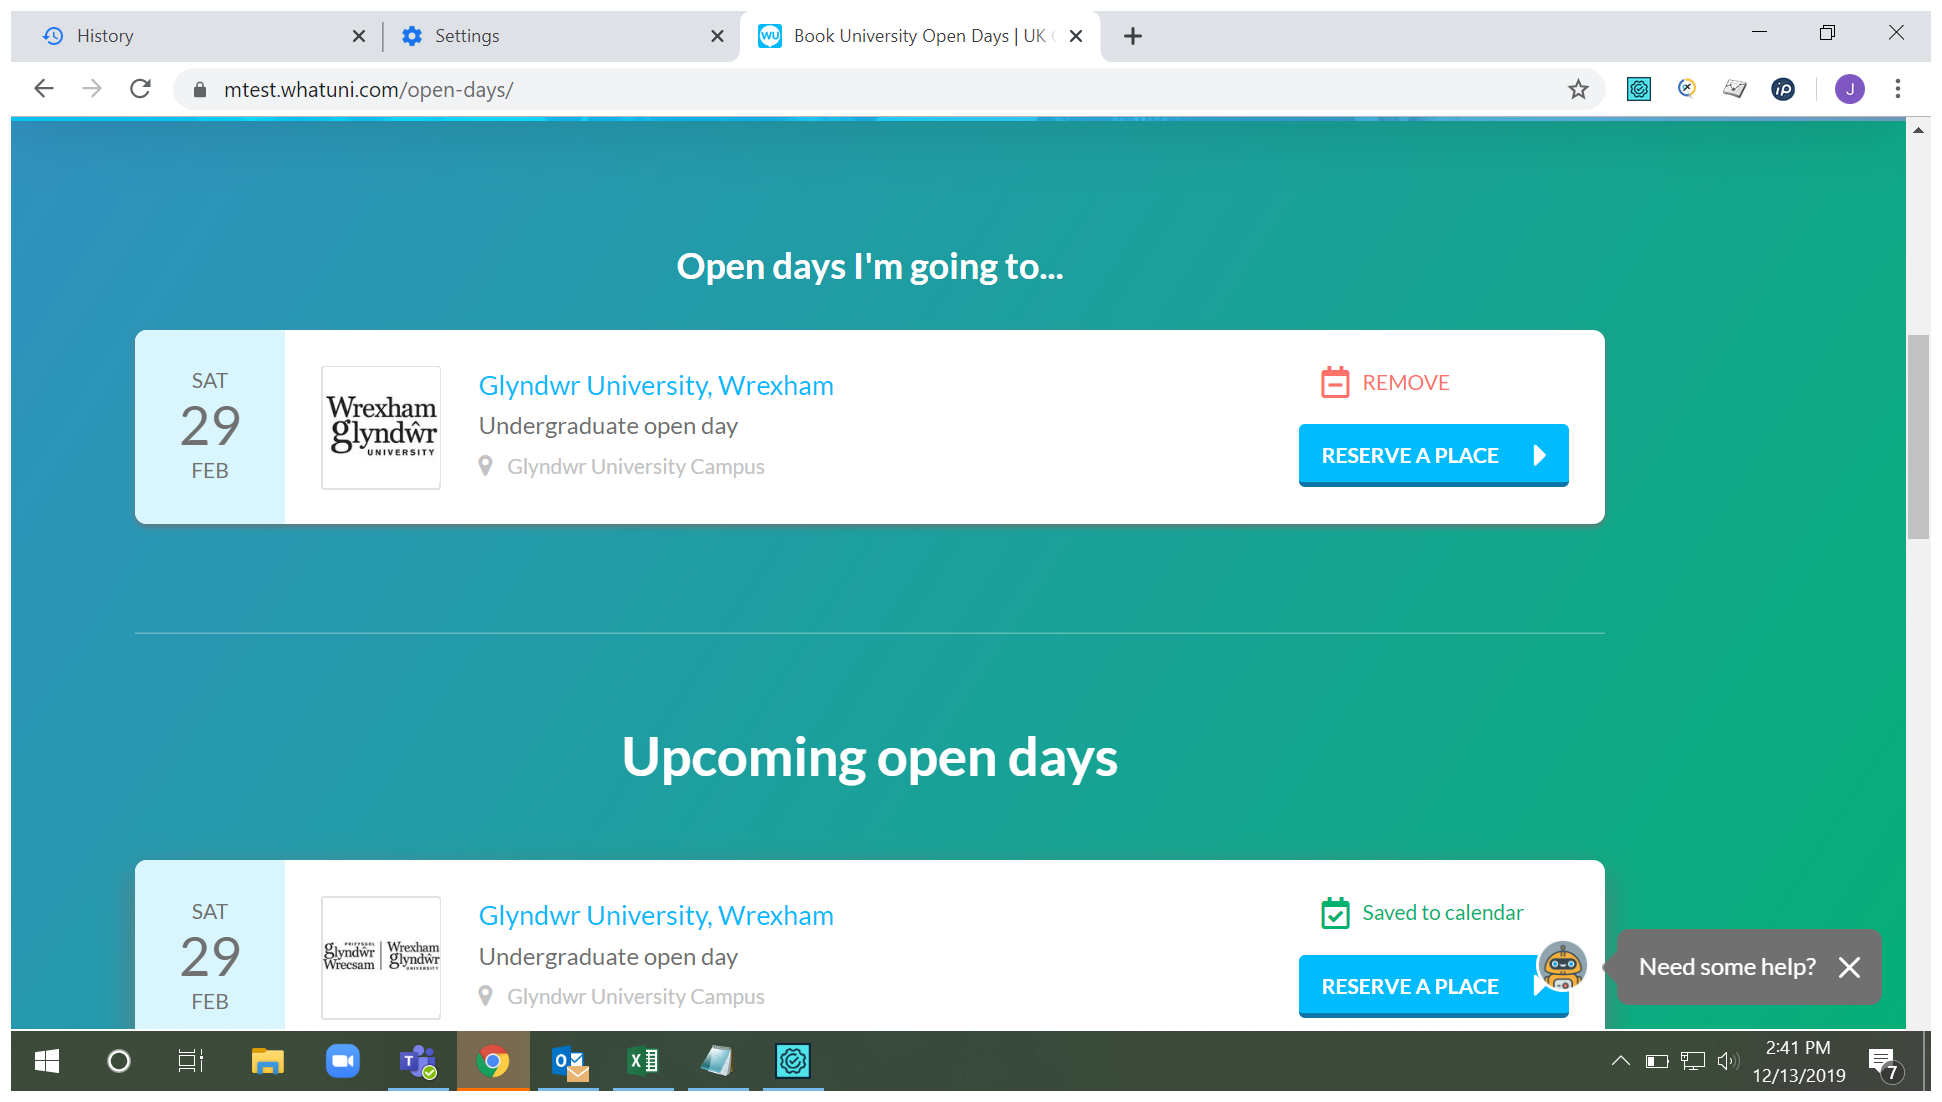 History
Settings
Book University Open Days | UK
mtest.whatuni.com/open-days/
J
Open days I'm going to...
SAT
29
FEB
Wrexham
glyndŵr
UNIVERSITY
Glyndwr University, Wrexham
Undergraduate open day
Glyndwr University Campus
REMOVE
RESERVE A PLACE
Upcoming open days
SAT
29
FEB
PRIFYSGOL
glyndŵr
Wrecsam
Wrexham
glyndŵr
UNIVERSITY
Glyndwr University, Wrexham
Undergraduate open day
Glyndwr University Campus
Saved to calendar
RESERVE A PLACE
Need some help?
2:41 PM
12/13/2019
7